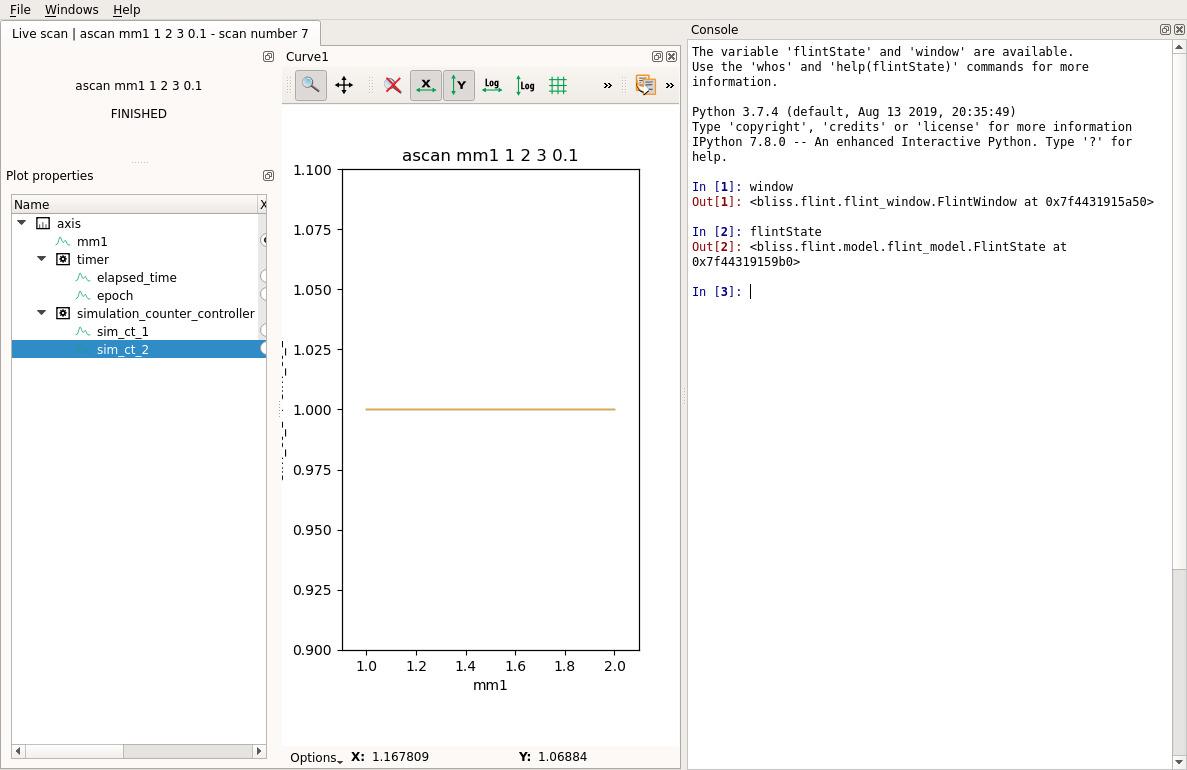 File Windows Help
Live scan | ascan mm1 1 2 3 0.1 - scan number 7
ascan mm1 1 2 3 0.1
FINISHED
Plot properties
Name X
axis
mm1
timer
elapsed_time
epoch
simulation_counter_controller
sim_ct_1
sim_ct_2
Curve1
X Y Log Log » »
ascan mm1 1 2 3 0.1
1.100
1.075
1.050
1.025
1.000
0.975
0.950
0.925
0.900
1.0 1.2 1.4 1.6 1.8 2.0
mm1
Options X: 1.167809 Y: 1.06884
Console
The variable 'flintState' and 'window' are available.
Use the 'whos' and 'help(flintState)' commands for more
information.
Python 3.7.4 (default, Aug 13 2019, 20:35:49)
Type 'copyright', 'credits' or 'license' for more information
IPython 7.8.0 -- An enhanced Interactive Python. Type '?' for
help.
In [1]: window
Out[1]: <bliss.flint.flint_window.FlintWindow at 0x7f4431915a50>
In [2]: flintState
Out[2]: <bliss.flint.model.flint_model.FlintState at
0x7f44319159b0>
In [3]: